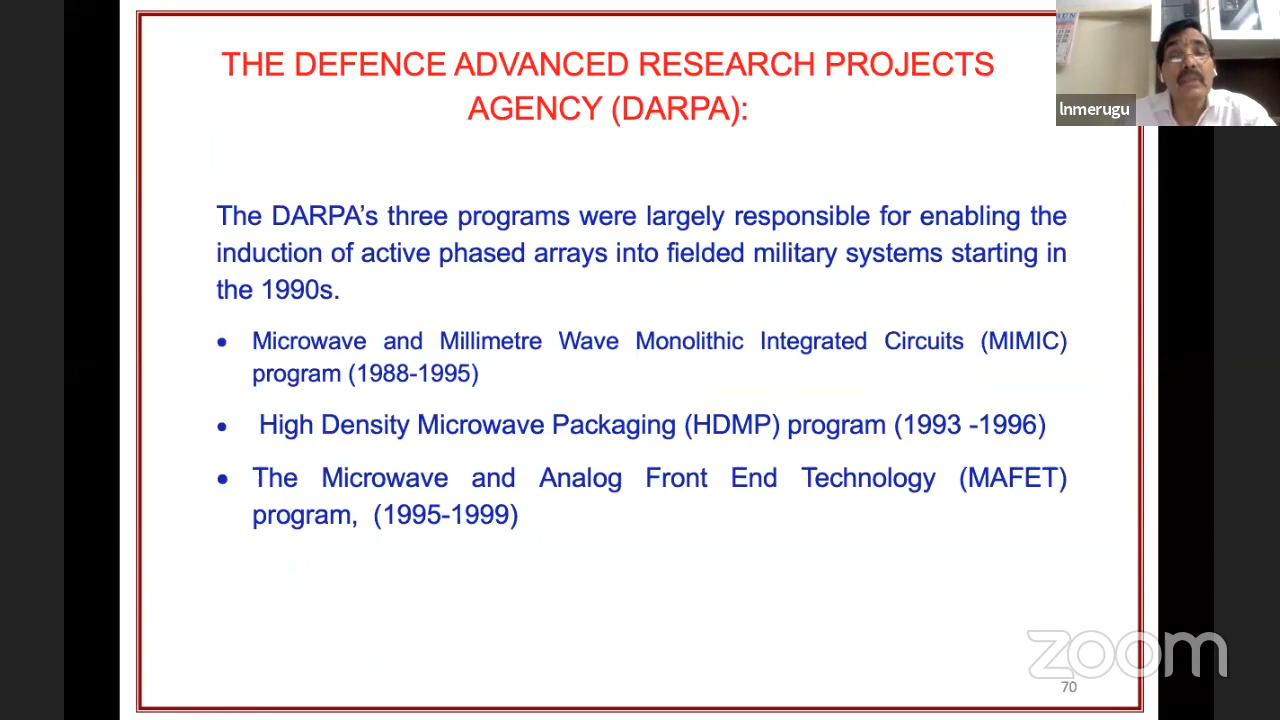 THE DEFENCE ADVANCED RESEARCH PROJECTS
AGENCY (DARPA):
lnmerugu
The DARPA’s three programs were largely responsible for enabling the
induction of active phased arrays into fielded military systems starting in
the 1990s.
• Microwave and Millimetre Wave Monolithic Integrated Circuits (MIMIC)
program (1988-1995)
• High Density Microwave Packaging (HDMP) program (1993 -1996)
• The Microwave and Analog Front End Technology (MAFET)
program, (1995-1999)
zoom
70